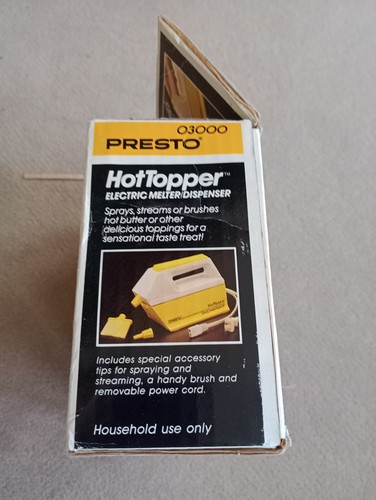 03000
PRESTO®
HotTopper™
ELECTRIC MELTER/DISPENSER
Sprays, streams or brushes
hot butter or other
delicious toppings for a
sensational taste treat!
Includes special accessory
tips for spraying and
streaming, a handy brush and
removable power cord.
Household use only